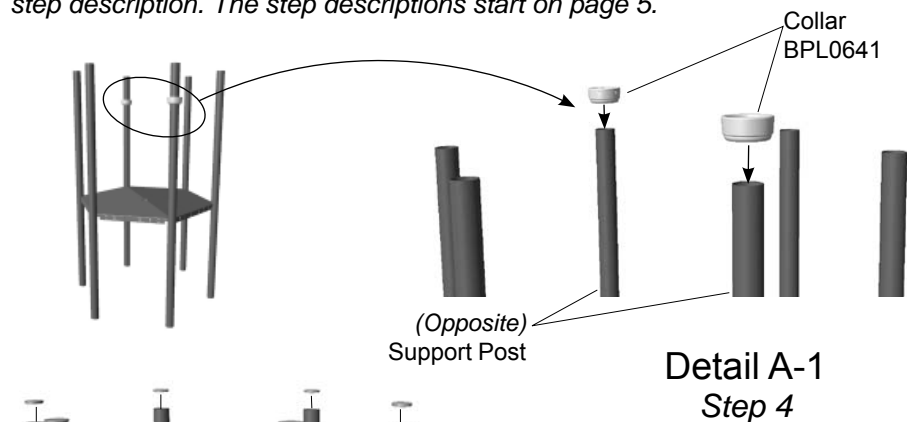 step description. The step descriptions start on page 5.
Collar
BPL0641
(Opposite)
Support Post
Detail A-1
Step 4